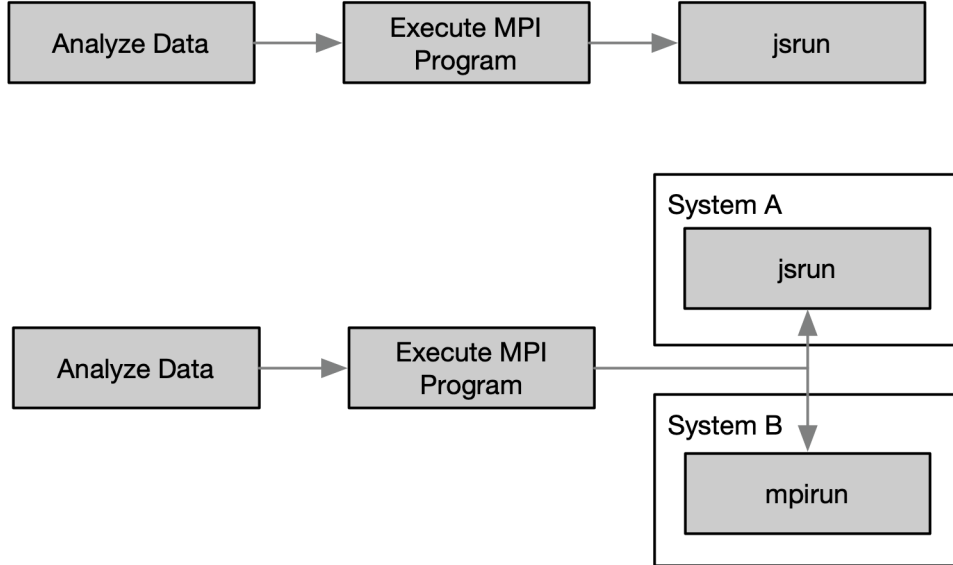 Analyze Data
Execute MPI
Program
jsrun
System A
jsrun
Analyze Data
Execute MPI
Program
System B
mpirun